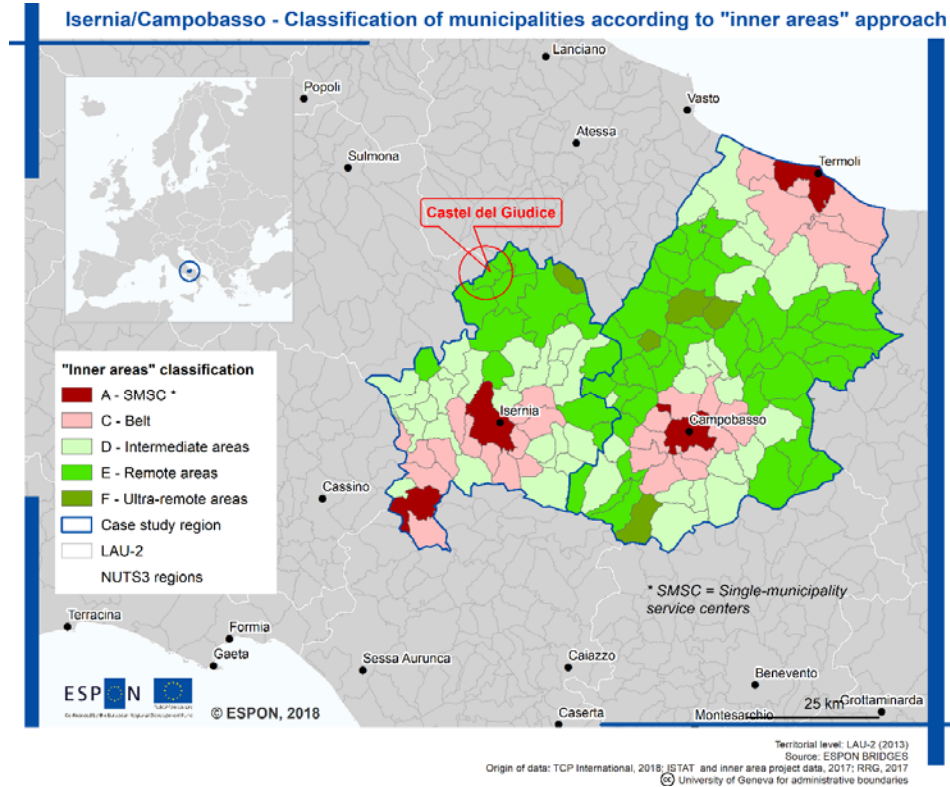 Isernia/Campobasso - Classification of municipalities according to "inner areas" approach
Lanciano
Popoli
Vasto
Atessa
Sulmona
Termoli
Castel del Giudice
"Inner areas" classification
A - SMSC *
C - Belt
D - Intermediate areas
E - Remote areas
F - Ultra-remote areas
Case study region
LAU-2
NUTS3 regions
Isernia
Campobasso
Cassino
* SMSC = Single-municipality
service centers
Terracina
Formia
Gaeta
Sessa Aurunca
Caiazzo
Benevento
Caserta
Montesarchio
25 km
Grottaminarda
ESPON
© ESPON, 2018
Territorial level: LAU-2 (2013)
Source: ESPON BRIDGES
Origin of data: TCP International, 2018; ISTAT and inner area project data, 2017; RRG, 2017
cc University of Geneva for administrative boundaries